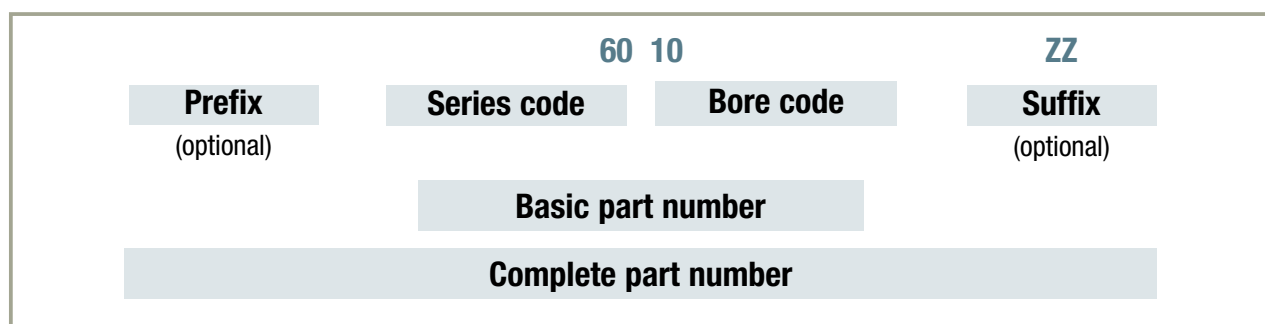 60 10 ZZ
Prefix Series code Bore code Suffix
(optional) (optional)
Basic part number
Complete part number